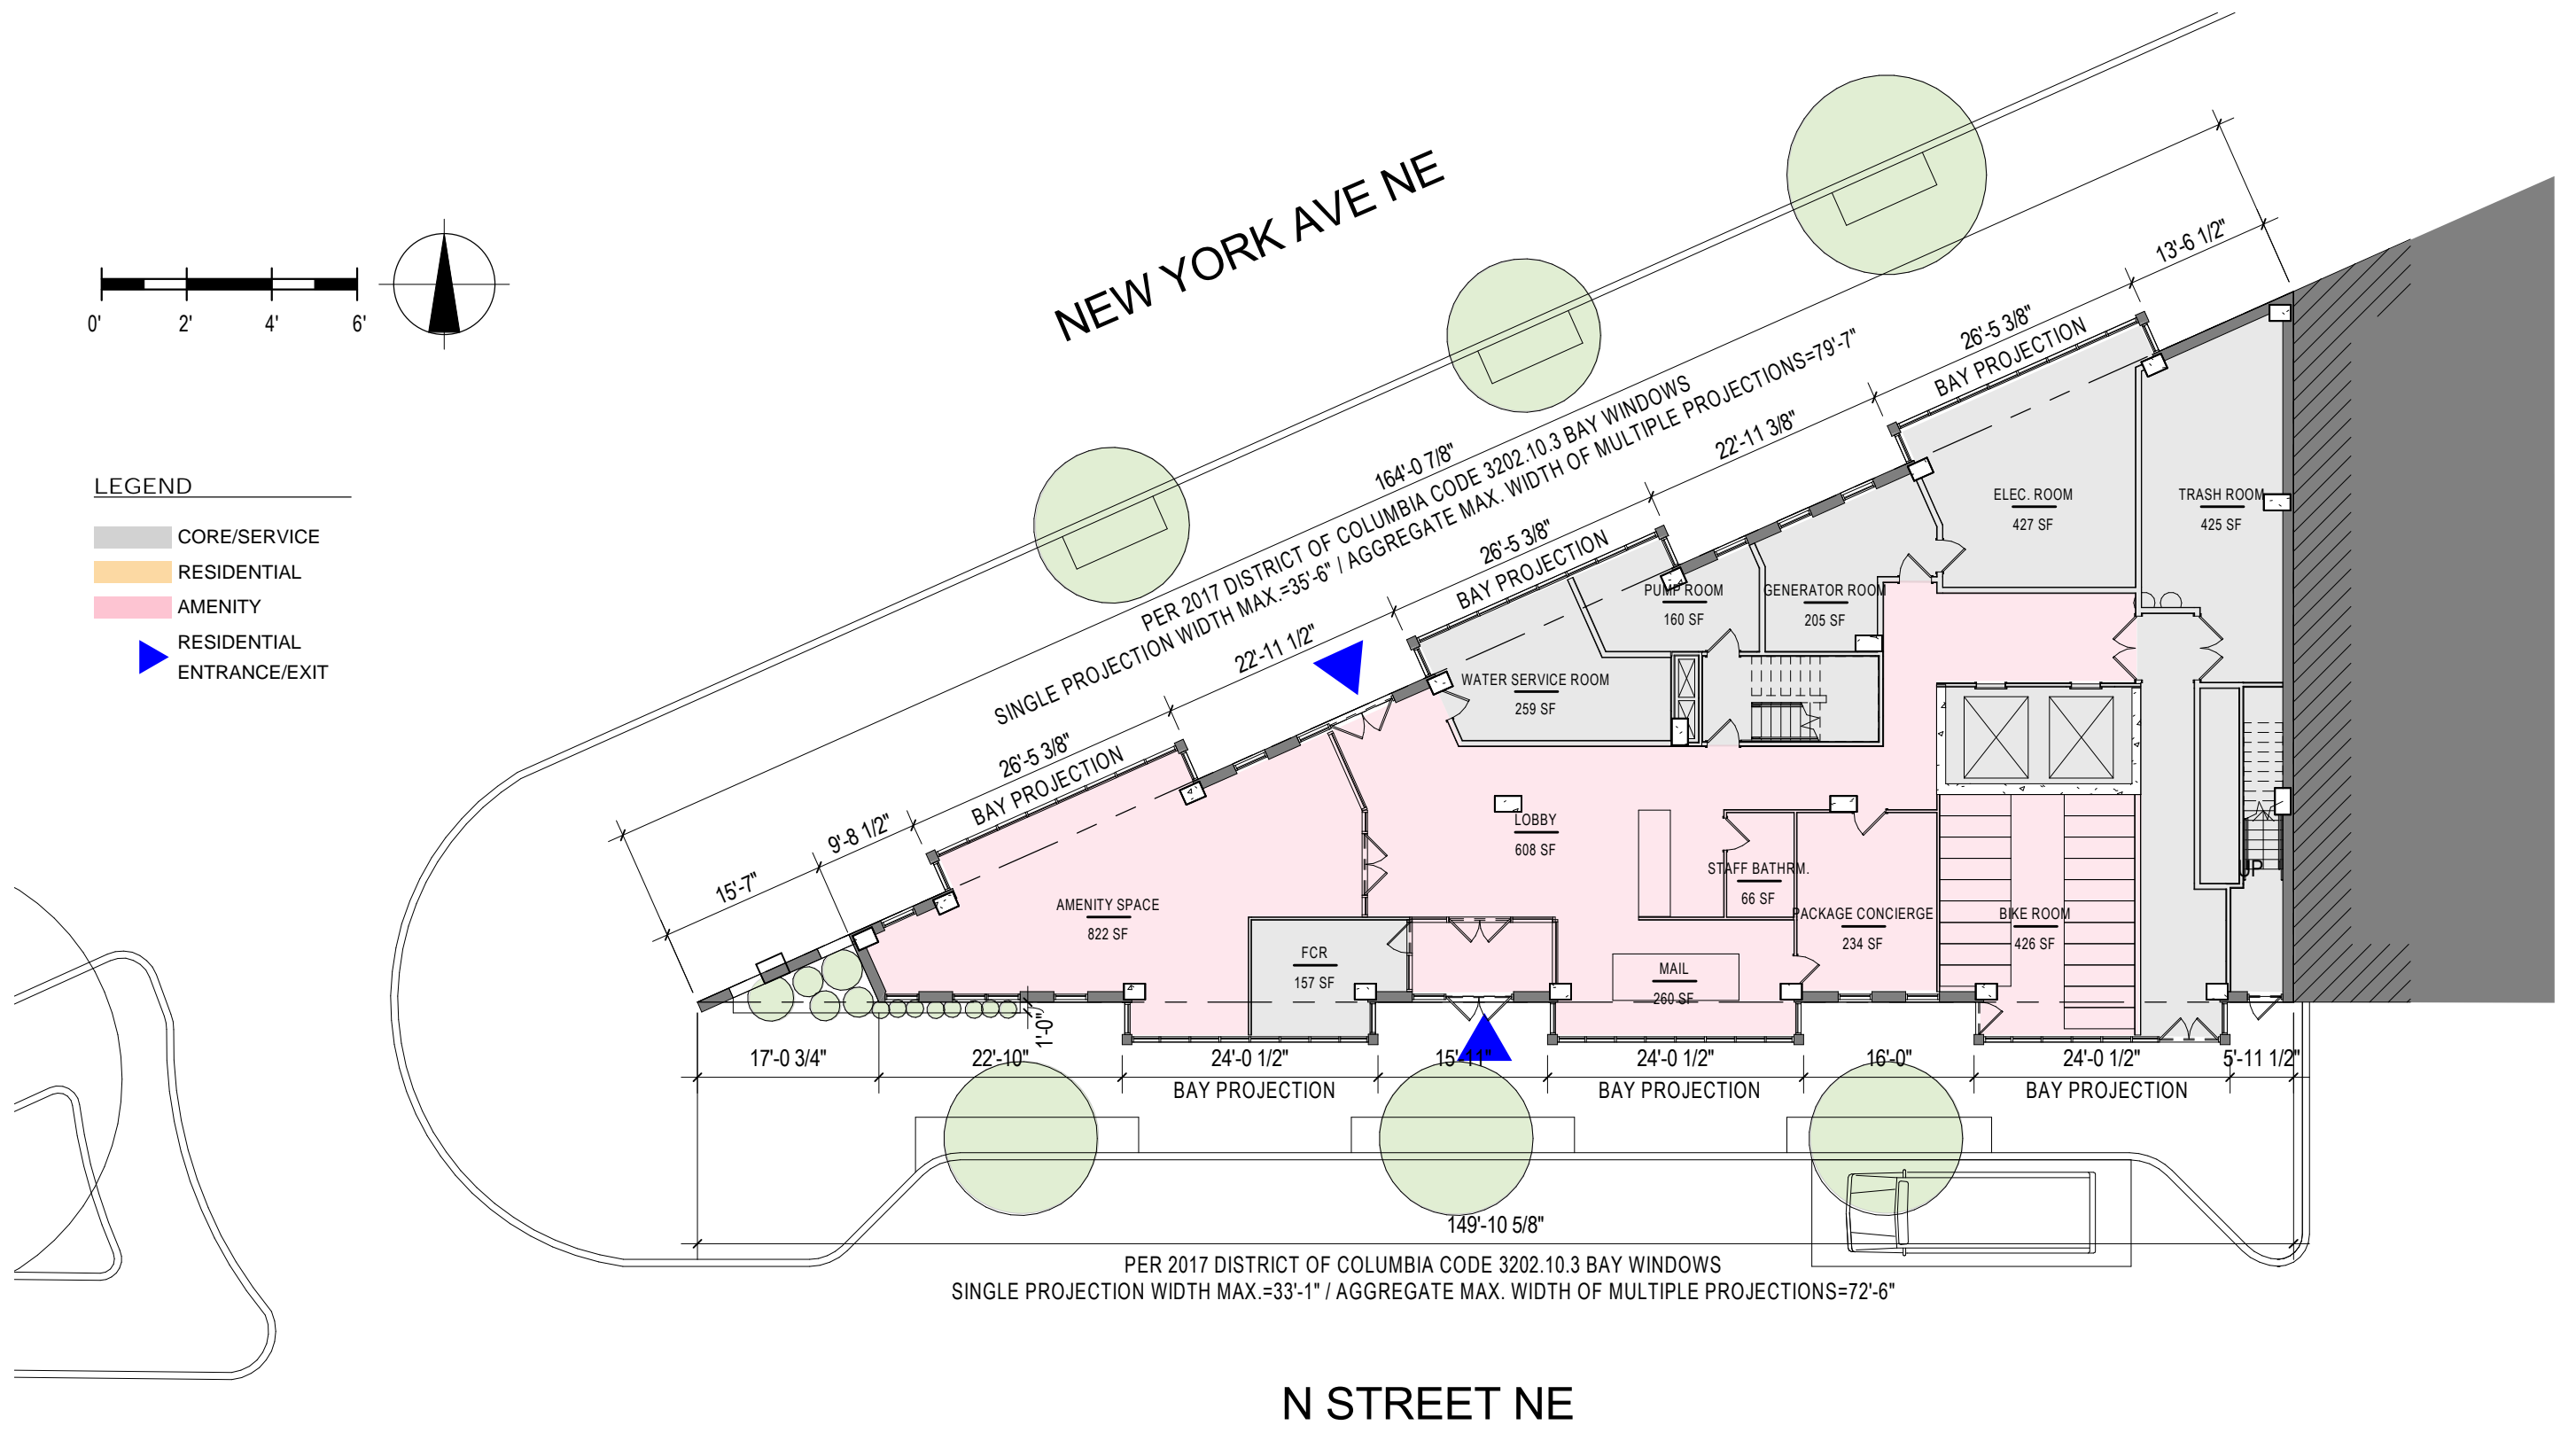 NEW YORK AVE NE
0' 2' 4' 6'
LEGEND
CORE/SERVICE
RESIDENTIAL
AMENITY
RESIDENTIAL
ENTRANCE/EXIT
164'-0 7/8"
PER 2017 DISTRICT OF COLUMBIA CODE 3202.10.3 BAY WINDOWS
SINGLE PROJECTION WIDTH MAX.=35'-6" / AGGREGATE MAX. WIDTH OF MULTIPLE PROJECTIONS=79'-7"
15'-7"
9'-8 1/2"
26'-5 3/8"
BAY PROJECTION
22'-11 1/2"
26'-5 3/8"
BAY PROJECTION
22'-11 3/8"
26'-5 3/8"
BAY PROJECTION
13'-6 1/2"
ELEC. ROOM
427 SF
TRASH ROOM
425 SF
PUMP ROOM
160 SF
GENERATOR ROOM
205 SF
WATER SERVICE ROOM
259 SF
LOBBY
608 SF
STAFF BATHRM.
66 SF
UP
AMENITY SPACE
822 SF
PACKAGE CONCIERGE
234 SF
BIKE ROOM
426 SF
FCR
157 SF
MAIL
260 SF
1'-0"
17'-0 3/4"
22'-10"
24'-0 1/2"
15'-11"
24'-0 1/2"
16'-0"
24'-0 1/2"
5'-11 1/2"
BAY PROJECTION
BAY PROJECTION
BAY PROJECTION
149'-10 5/8"
PER 2017 DISTRICT OF COLUMBIA CODE 3202.10.3 BAY WINDOWS
SINGLE PROJECTION WIDTH MAX.=33'-1" / AGGREGATE MAX. WIDTH OF MULTIPLE PROJECTIONS=72'-6"
N STREET NE